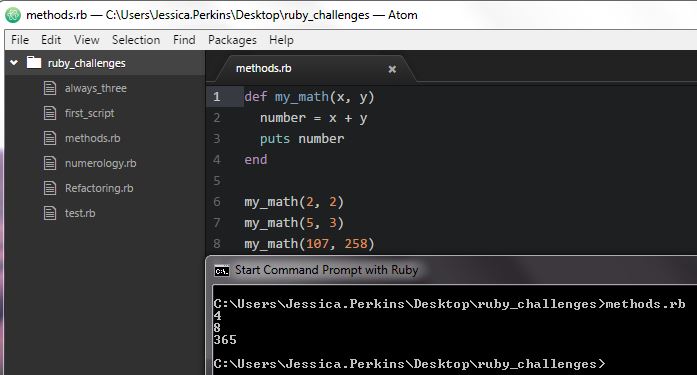 methods.rb — C:\Users\Jessica.Perkins\Desktop\ruby_challenges — Atom
File Edit View Selection Find Packages Help
ruby_challenges
always_three
first_script
methods.rb
numerology.rb
Refactoring.rb
test.rb
methods.rb ×
1 def my_math(x, y)
2   number = x + y
3   puts number
4 end
5
6 my_math(2, 2)
7 my_math(5, 3)
8 my_math(107, 258)
C:\. Start Command Prompt with Ruby
C:\Users\Jessica.Perkins\Desktop\ruby_challenges>methods.rb
4
8
365
C:\Users\Jessica.Perkins\Desktop\ruby_challenges>